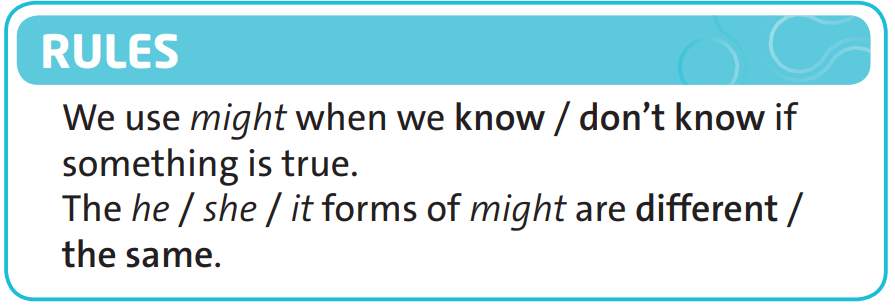 RULES
We use might when we know / don’t know if
something is true.
The he / she / it forms of might are different /
the same.